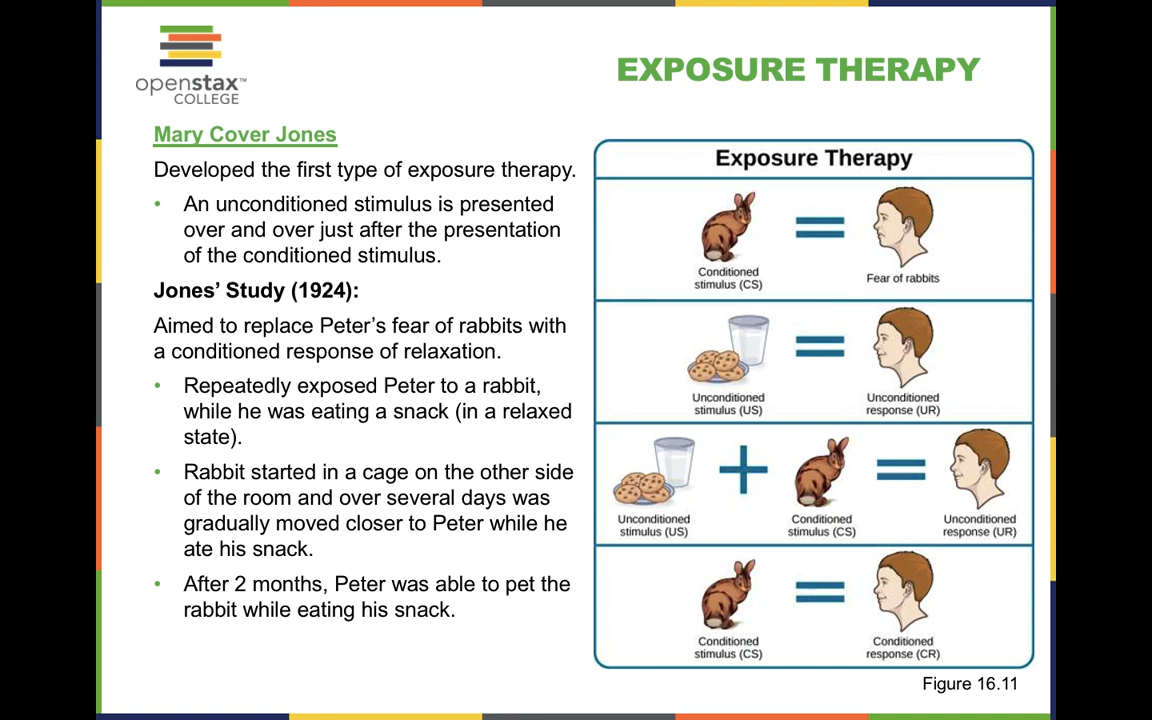 openstax™
COLLEGE
EXPOSURE THERAPY
Mary Cover Jones
Developed the first type of exposure therapy.
• An unconditioned stimulus is presented
over and over just after the presentation
of the conditioned stimulus.
Jones’ Study (1924):
Aimed to replace Peter’s fear of rabbits with
a conditioned response of relaxation.
• Repeatedly exposed Peter to a rabbit,
while he was eating a snack (in a relaxed
state).
• Rabbit started in a cage on the other side
of the room and over several days was
gradually moved closer to Peter while he
ate his snack.
• After 2 months, Peter was able to pet the
rabbit while eating his snack.
Exposure Therapy
Conditioned
stimulus (CS)
=
Fear of rabbits
Unconditioned
stimulus (US)
=
Unconditioned
response (UR)
Unconditioned
stimulus (US)
+
Conditioned
stimulus (CS)
=
Unconditioned
response (UR)
Conditioned
stimulus (CS)
=
Conditioned
response (CR)
Figure 16.11